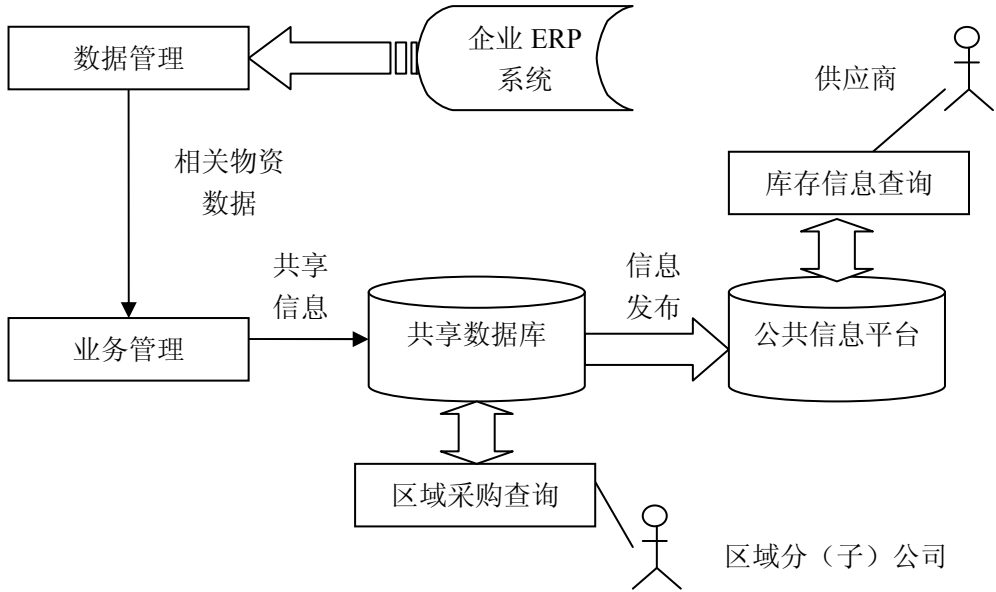 数据管理
企业 ERP
系统
供应商
相关物资
数据
库存信息查询
共享
信息
信息
发布
业务管理
共享数据库
公共信息平台
区域采购查询
区域分（子）公司